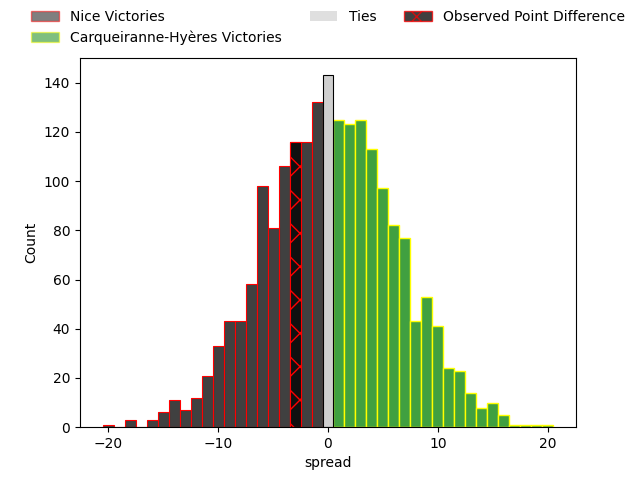 Nice Victories
Carqueiranne-Hyères Victories
Ties
Observed Point Difference
140
120
100
80
60
40
20
0
Count
−20
−10
0
10
20
spread